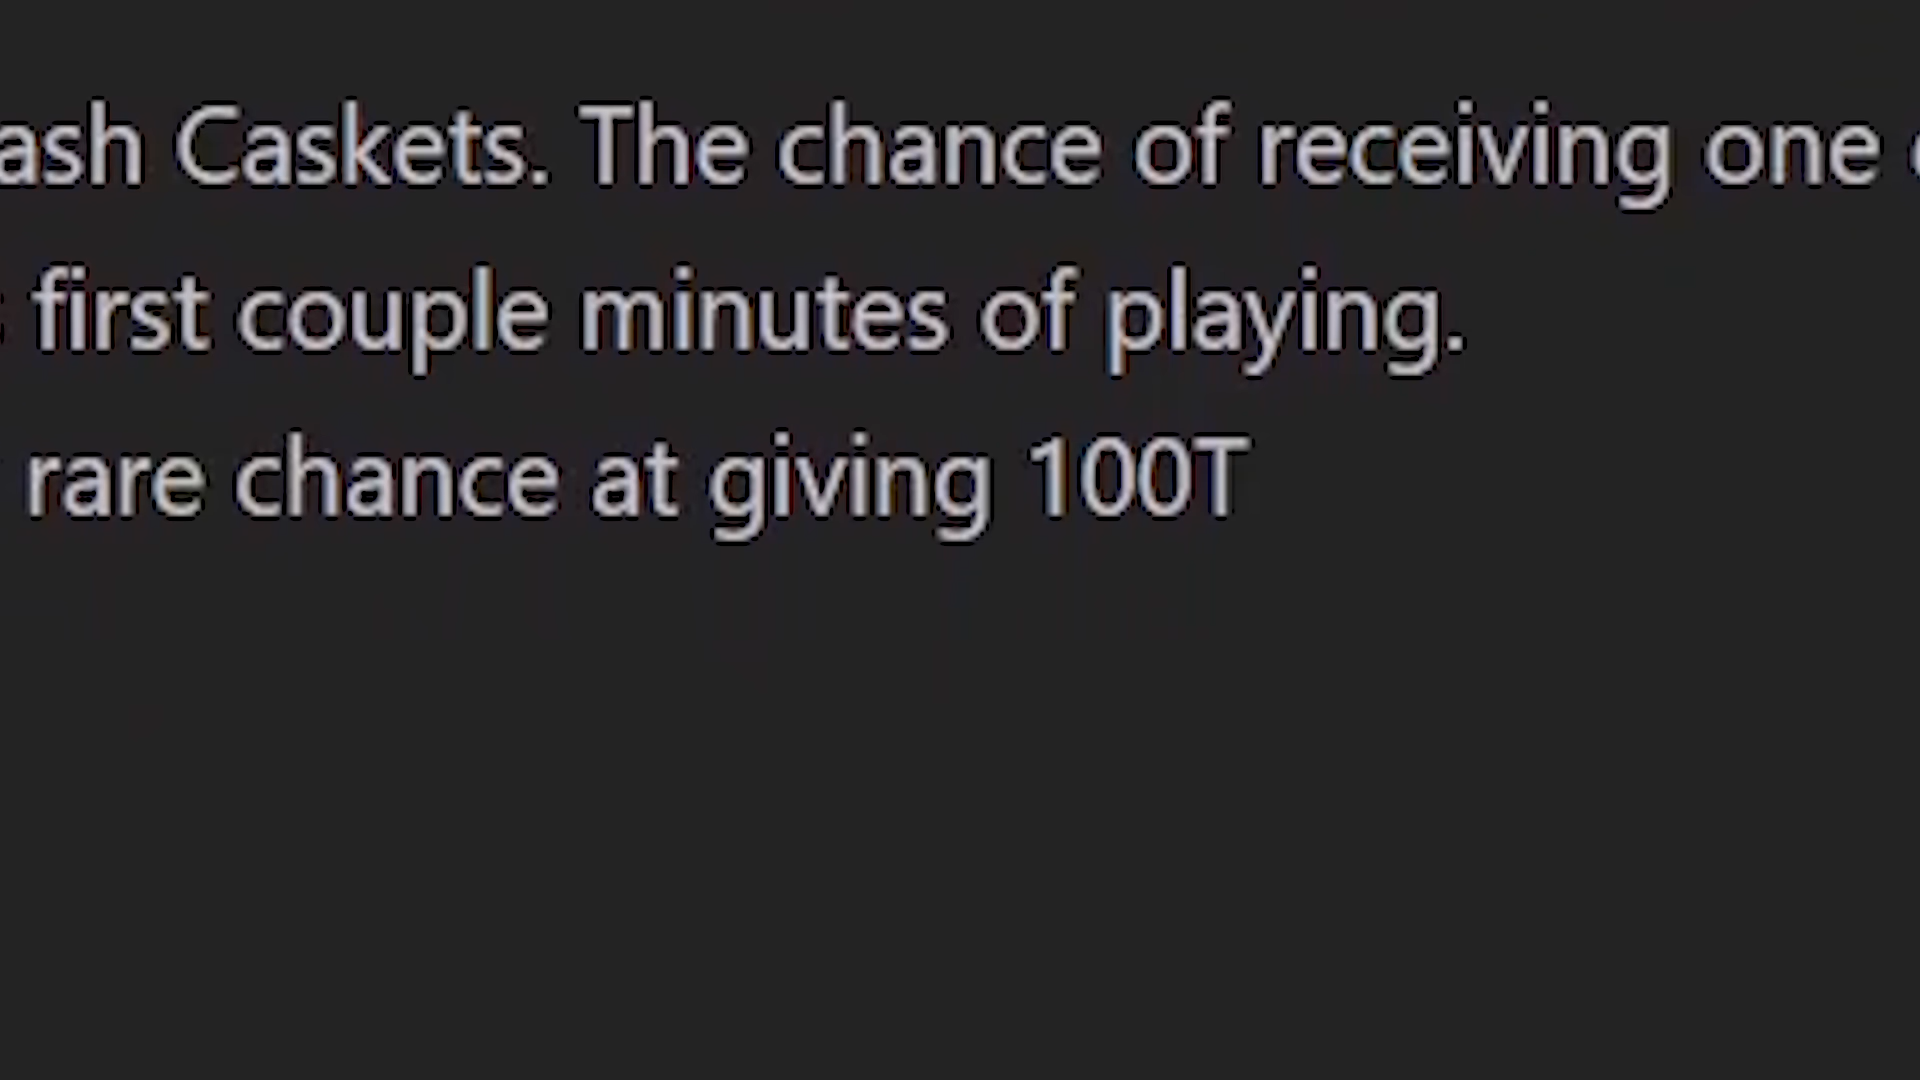 ash Caskets. The chance of receiving one
first couple minutes of playing.
rare chance at giving 100T